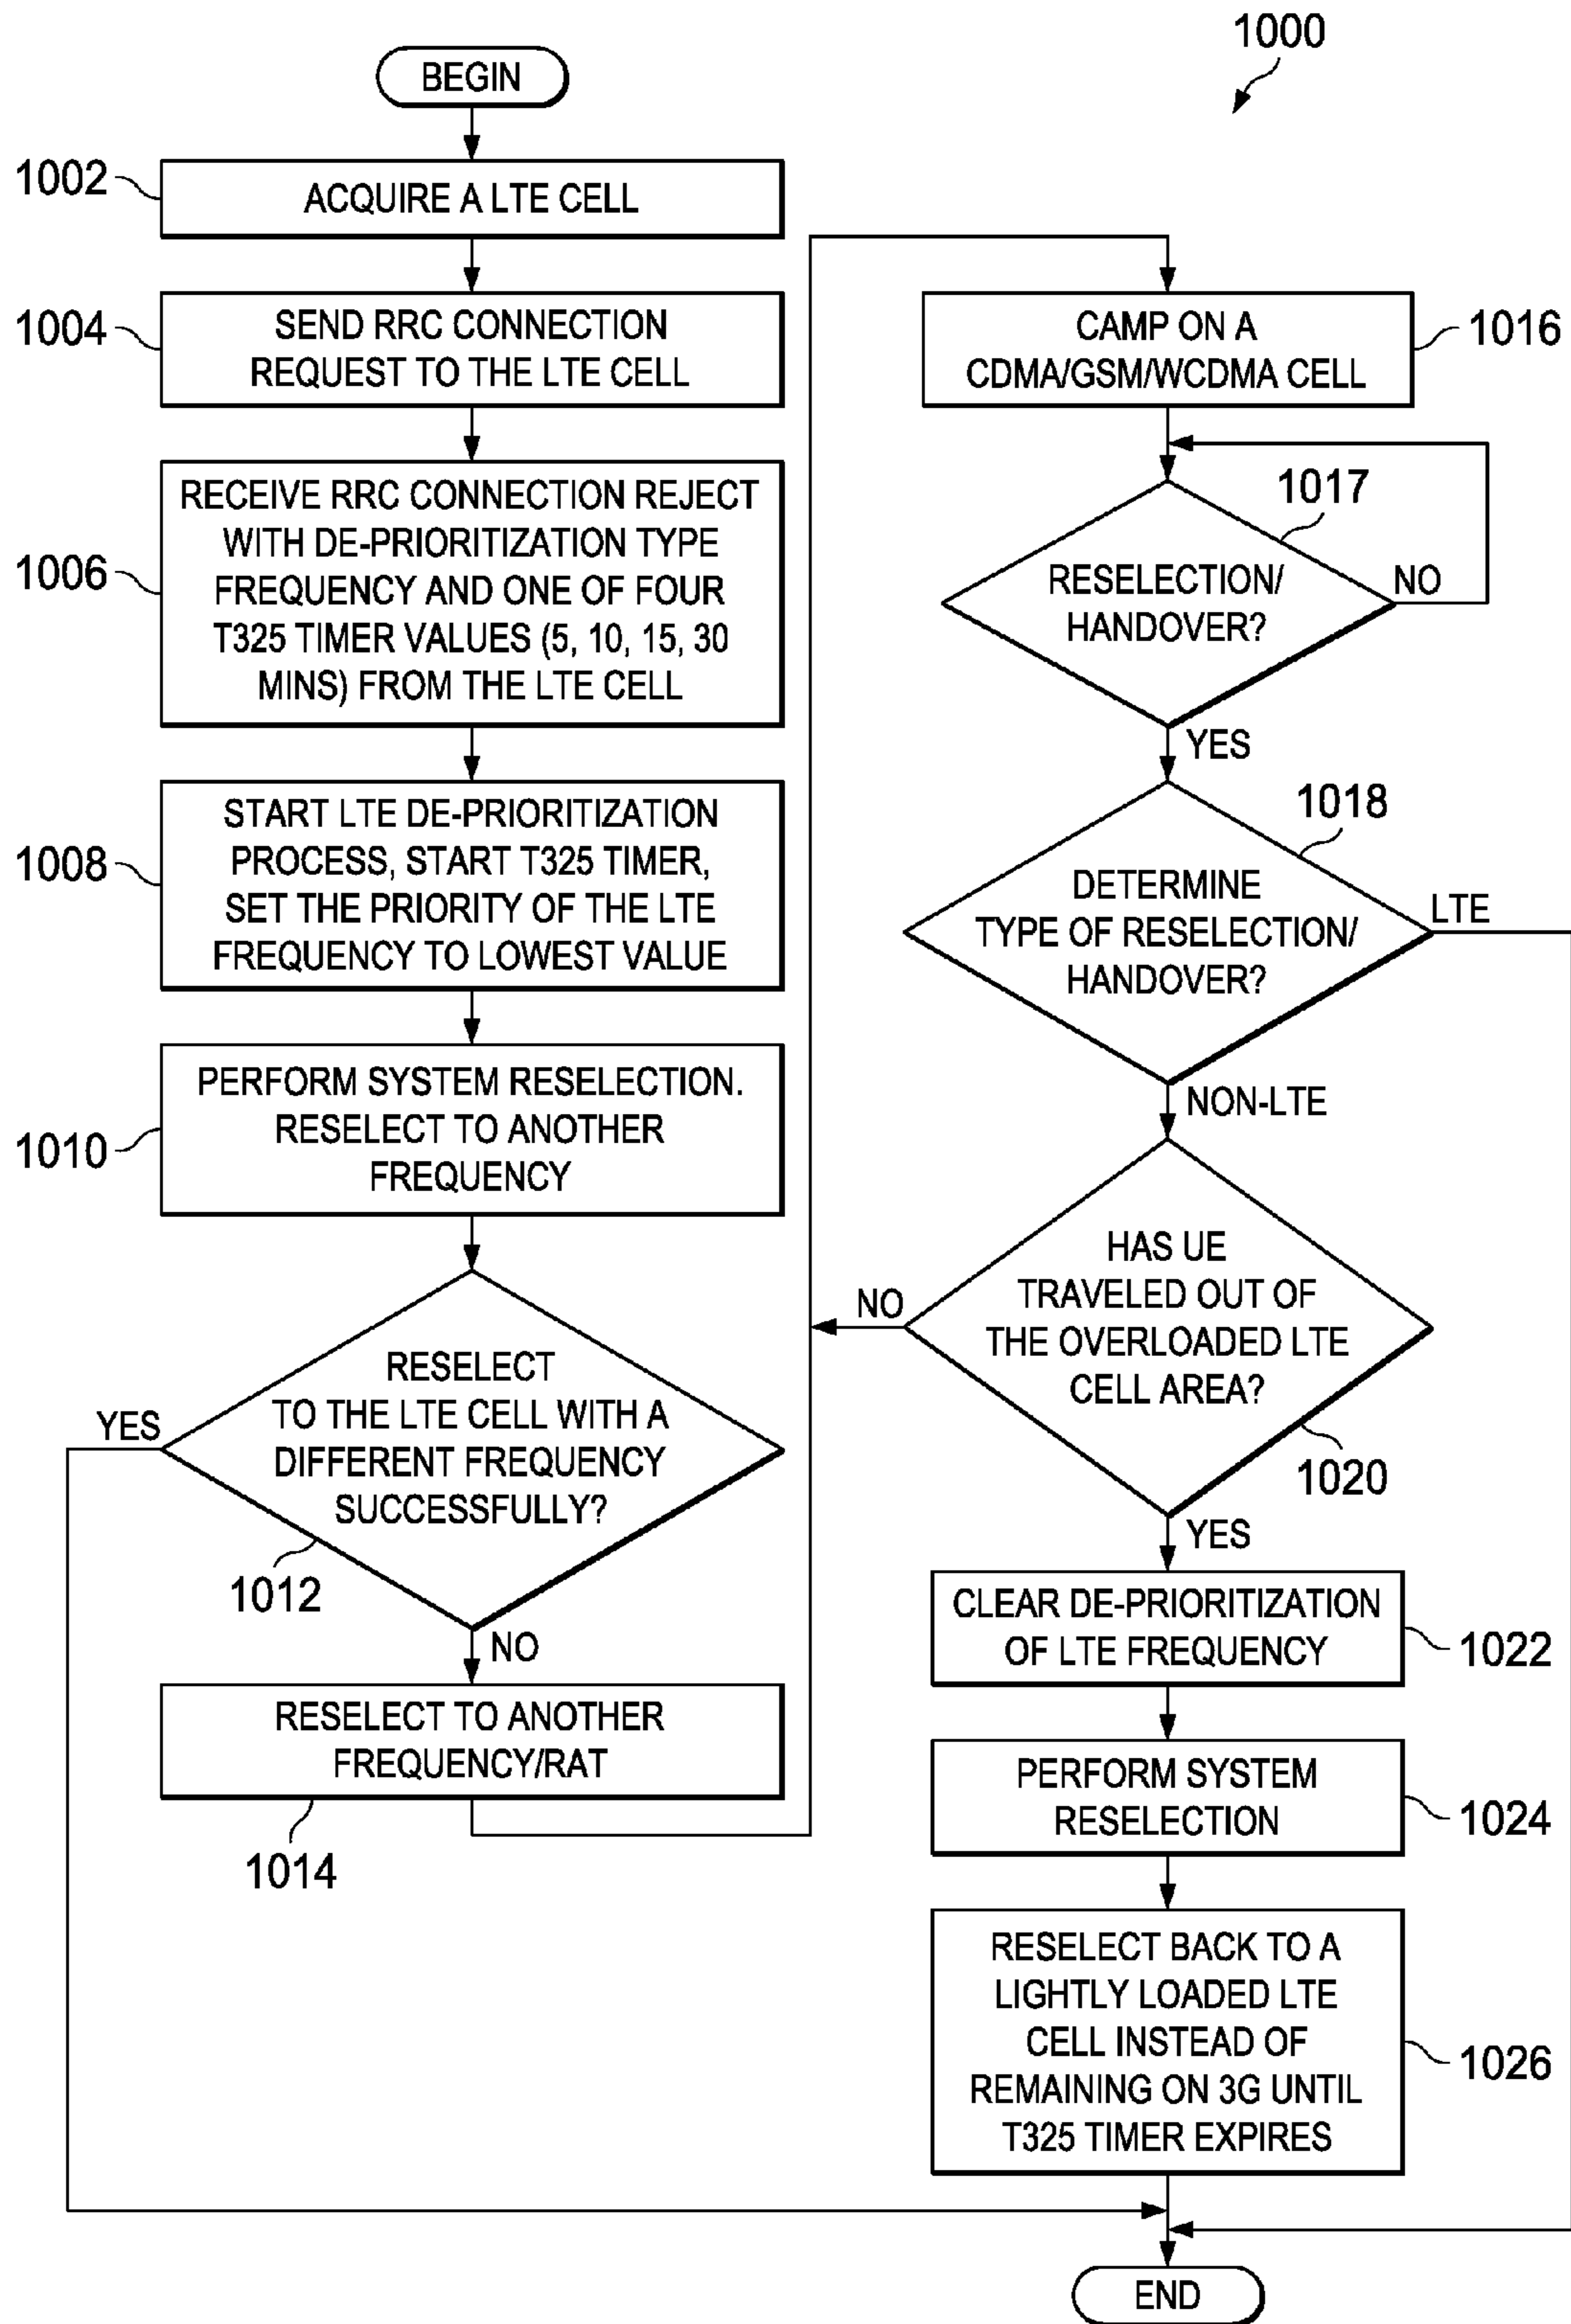 1000
BEGIN
1002
ACQUIRE A LTE CELL
1004
SEND RRC CONNECTION
REQUEST TO THE LTE CELL
1006
RECEIVE RRC CONNECTION REJECT
WITH DE-PRIORITIZATION TYPE
FREQUENCY AND ONE OF FOUR
T325 TIMER VALUES (5, 10, 15, 30
MINS) FROM THE LTE CELL
1008
START LTE DE-PRIORITIZATION
PROCESS, START T325 TIMER,
SET THE PRIORITY OF THE LTE
FREQUENCY TO LOWEST VALUE
1010
PERFORM SYSTEM RESELECTION.
RESELECT TO ANOTHER
FREQUENCY
RESELECT
TO THE LTE CELL WITH A
DIFFERENT FREQUENCY
SUCCESSFULLY?
YES
1012
NO
RESELECT TO ANOTHER
FREQUENCY/RAT
1014
CAMP ON A
CDMA/GSM/WCDMA CELL
1016
1017
RESELECTION/
HANDOVER?
NO
YES
1018
DETERMINE
TYPE OF RESELECTION/
HANDOVER?
LTE
NON-LTE
HAS UE
TRAVELED OUT OF
THE OVERLOADED LTE
CELL AREA?
NO
1020
YES
CLEAR DE-PRIORITIZATION
OF LTE FREQUENCY
1022
PERFORM SYSTEM
RESELECTION
1024
RESELECT BACK TO A
LIGHTLY LOADED LTE
CELL INSTEAD OF
REMAINING ON 3G UNTIL
T325 TIMER EXPIRES
1026
END